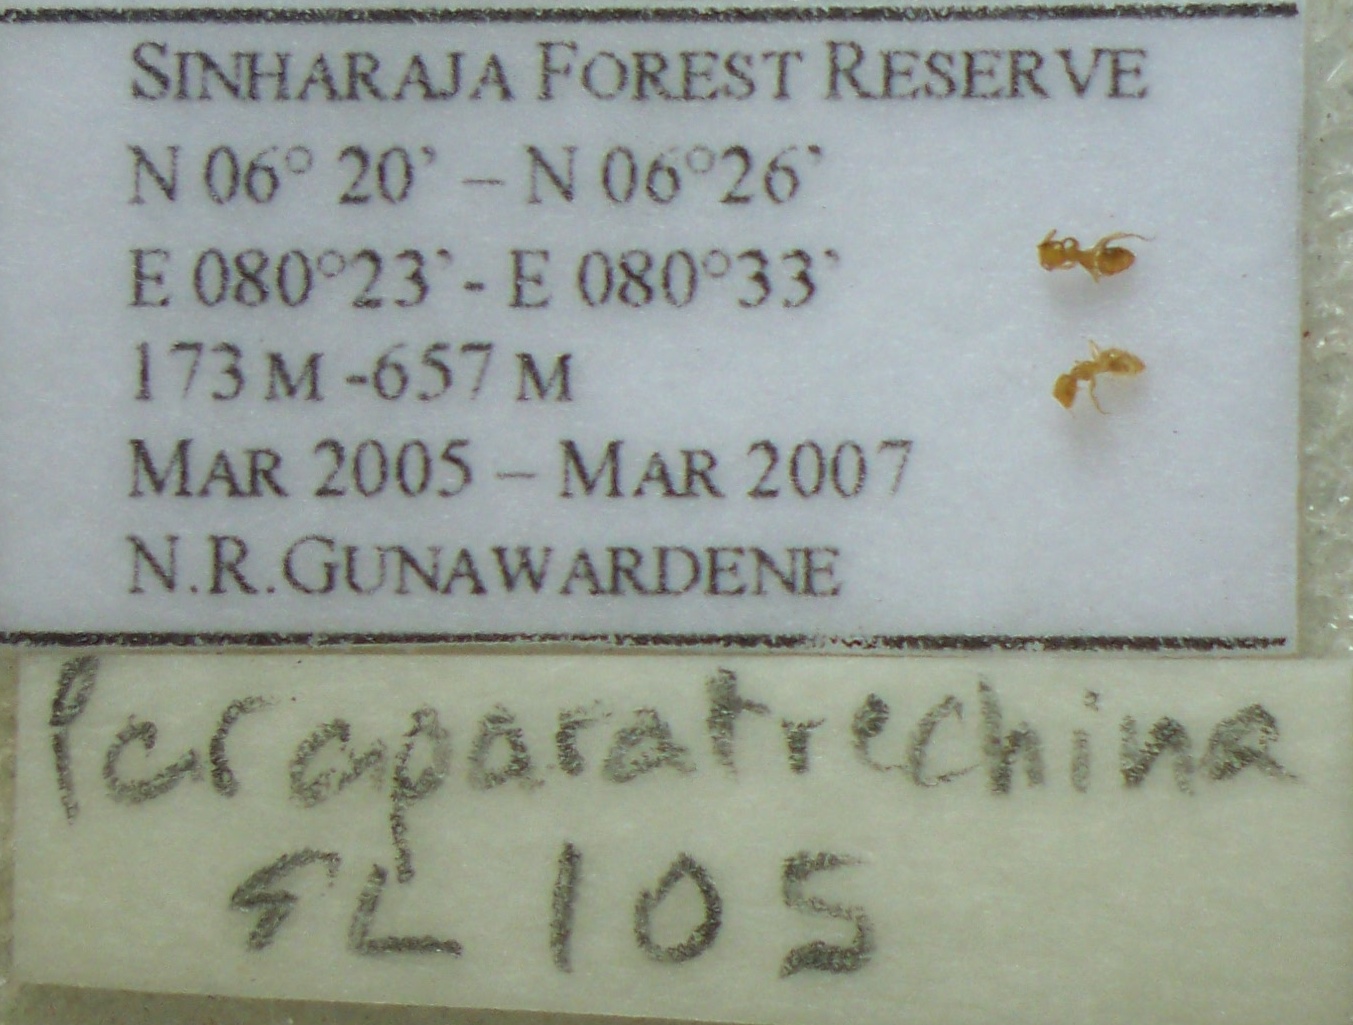 SINHARAJA FOREST RESERVE
N 06° 20' – N 06°26'
E 080°23' - E 080°33'
173 M -657 M
MAR 2005 – MAR 2007
N.R.GUNAWARDENE
Paraparatrechina
SL 105